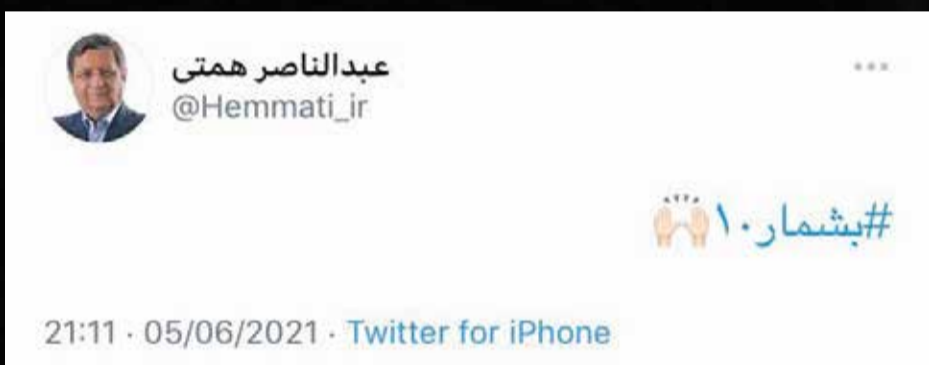 عبدالناصر همتی
@Hemmati_ir
#بشمار۱۰🙌🏻
21:11 · 05/06/2021 · Twitter for iPhone